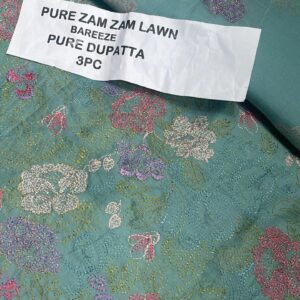 PURE ZAM ZAM LAWN
BAREEZE
PURE DUPATTA
3PC